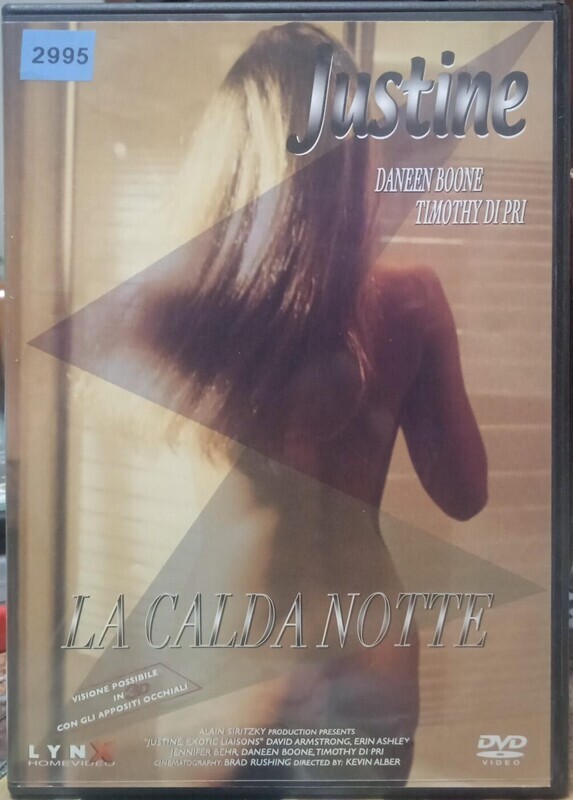 2995
Justine
DANEEN BOONE
TIMOTHY DI PRI
LA CALDA NOTTE
VISIONE POSSIBILE
IN 3D
CON GLI APPOSITI OCCHIALI
ALAIN SIRITZKY PRODUCTION PRESENTS
"JUSTINE EXOTIC LIAISONS" DAVID ARMSTRONG, ERIN ASHLEY
JENNIFER BEHR, DANEEN BOONE, TIMOTHY DI PRI
CINEMATOGRAPHY: BRAD RUSHING DIRECTED BY: KEVIN ALBER
LYNX
HOMEVIDEO
DVD
VIDEO